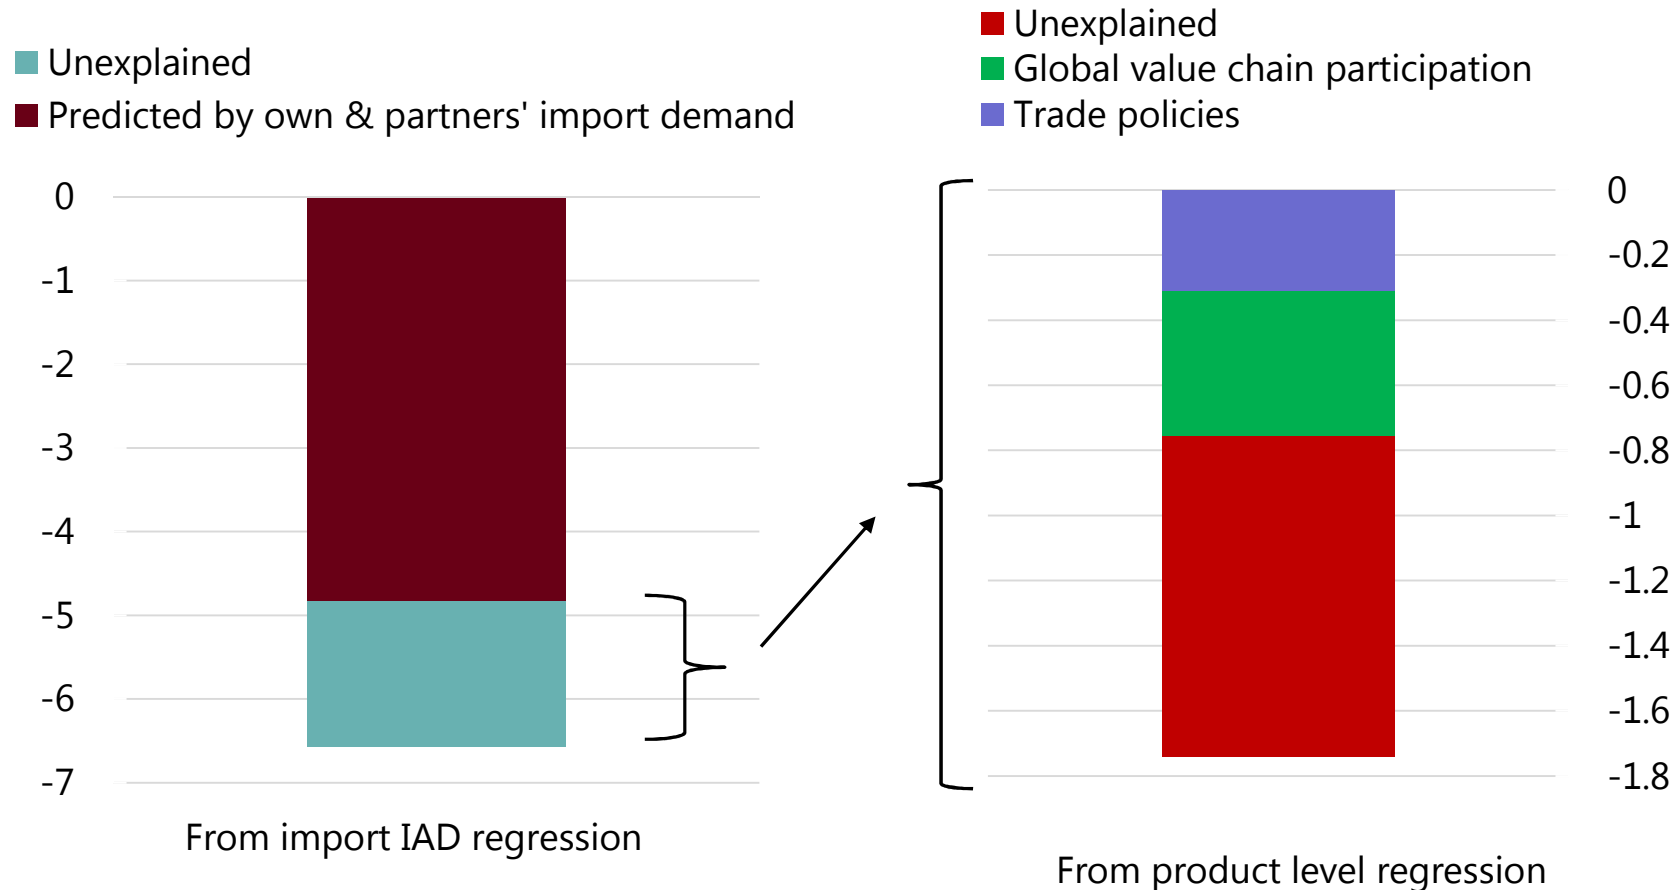 Unexplained
Predicted by own & partners' import demand
0
-1
-2
-3
-4
-5
-6
-7
From import IAD regression
Unexplained
Global value chain participation
Trade policies
0
-0.2
-0.4
-0.6
-0.8
-1
-1.2
-1.4
-1.6
-1.8
From product level regression